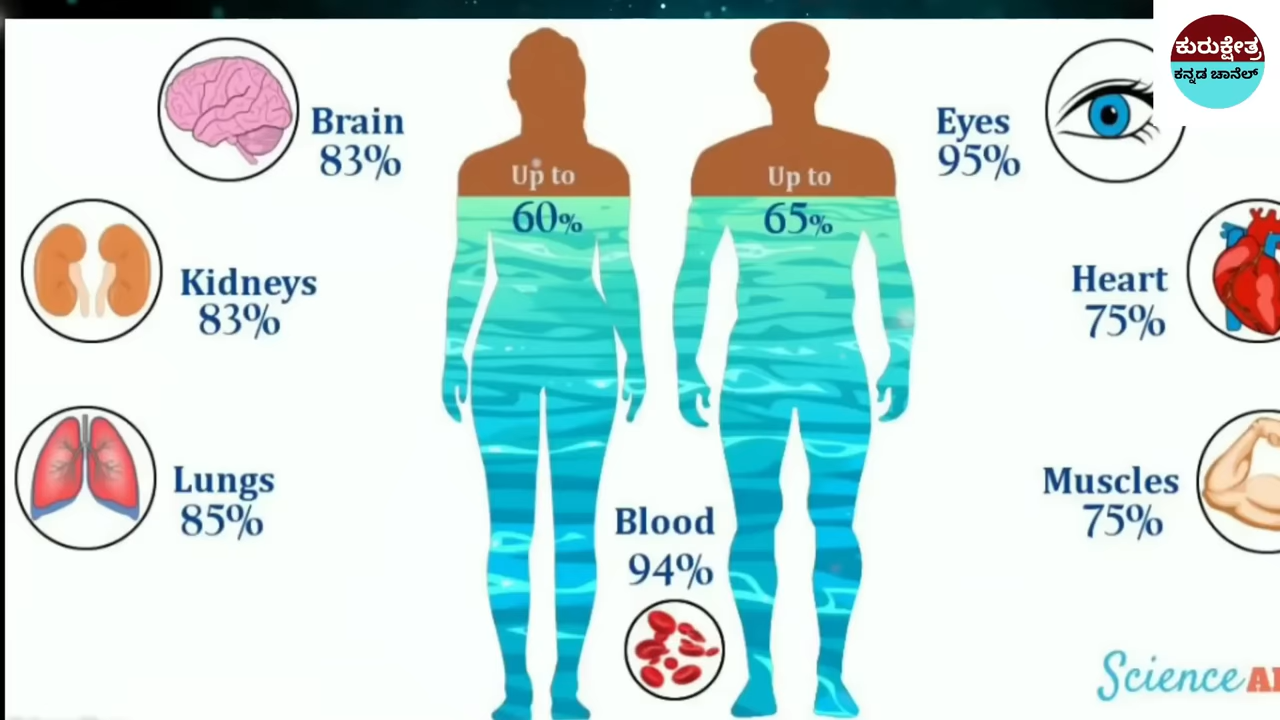 ಕುರುಕ್ಷೇತ್ರ
ಕನ್ನಡ ಚಾನೆಲ್
Brain
83%
Eyes
95%
Up to
60%
Up to
65%
Kidneys
83%
Heart
75%
Lungs
85%
Muscles
75%
Blood
94%
Science